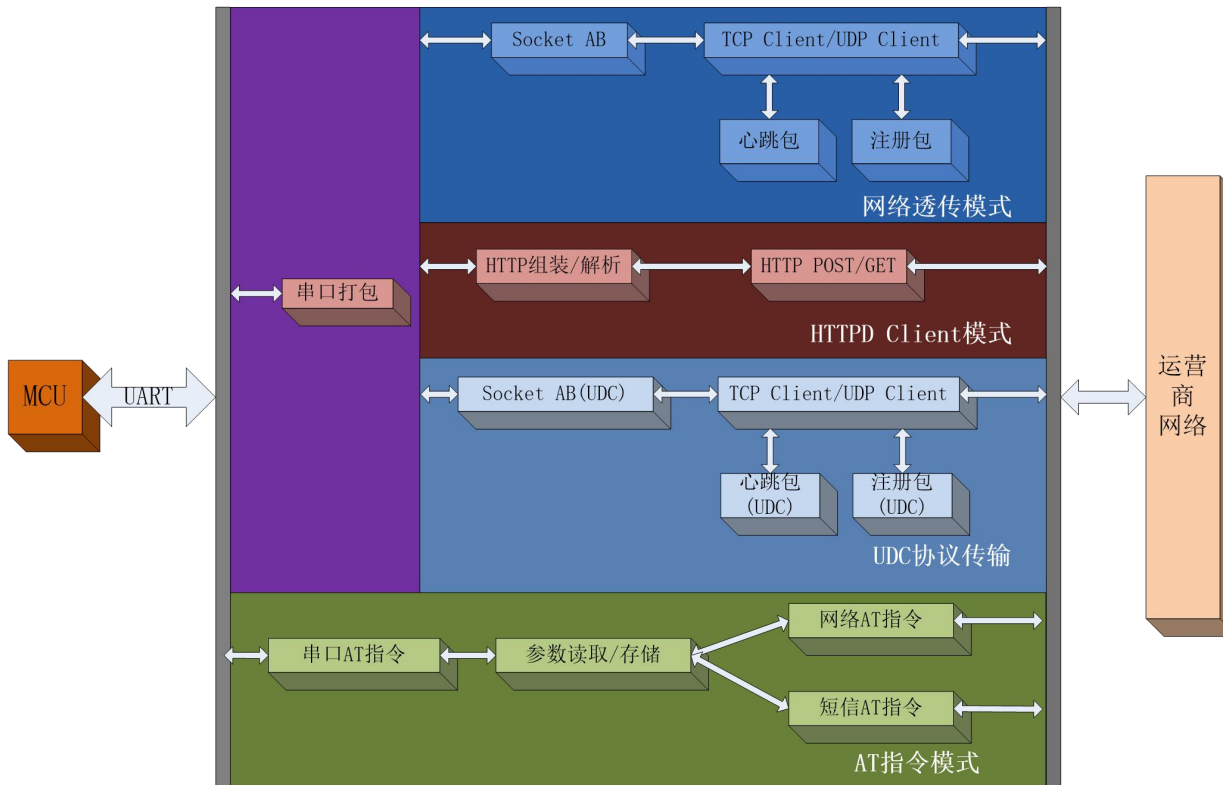 Socket AB
TCP Client/UDP Client
心跳包
注册包
网络透传模式
HTTP组装/解析
HTTP POST/GET
串口打包
HTTPD Client模式
MCU
UART
Socket AB(UDC)
TCP Client/UDP Client
心跳包
(UDC)
注册包
(UDC)
UDC协议传输
运营
商
网络
串口AT指令
参数读取/存储
网络AT指令
短信AT指令
AT指令模式